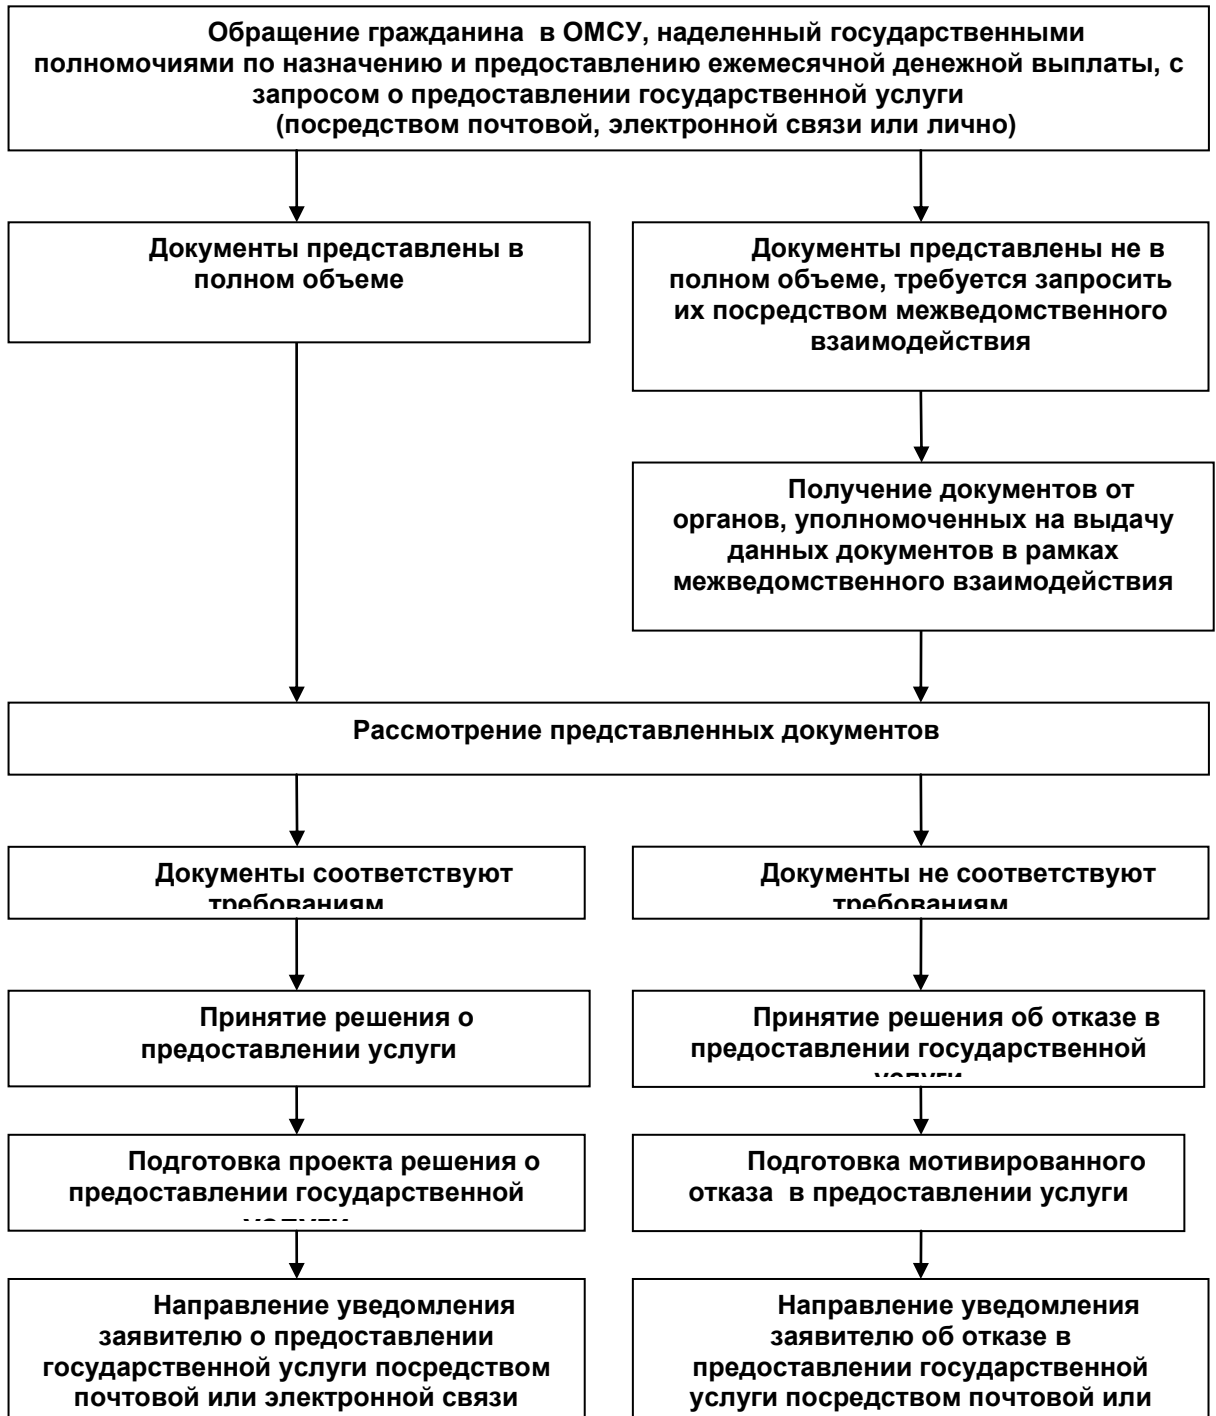 Обращение гражданина в ОМСУ, наделенный государственными
полномочиями по назначению и предоставлению ежемесячной денежной выплаты, с
запросом о предоставлении государственной услуги
(посредством почтовой, электронной связи или лично)
Документы представлены в
полном объеме
Документы представлены не в
полном объеме, требуется запросить
их посредством межведомственного
взаимодействия
Получение документов от
органов, уполномоченных на выдачу
данных документов в рамках
межведомственного взаимодействия
Рассмотрение представленных документов
Документы соответствуют
требованиям
Документы не соответствуют
требованиям
Принятие решения о
предоставлении услуги
Принятие решения об отказе в
предоставлении государственной
услуги
Подготовка проекта решения о
предоставлении государственной
услуги
Подготовка мотивированного
отказа в предоставлении услуги
Направление уведомления
заявителю о предоставлении
государственной услуги посредством
почтовой или электронной связи
Направление уведомления
заявителю об отказе в
предоставлении государственной
услуги посредством почтовой или